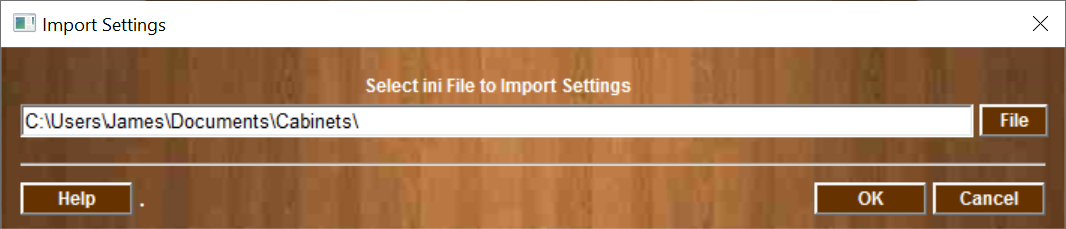 Import Settings
Select ini File to Import Settings
C:\Users\James\Documents\Cabinets\
File
Help . OK Cancel